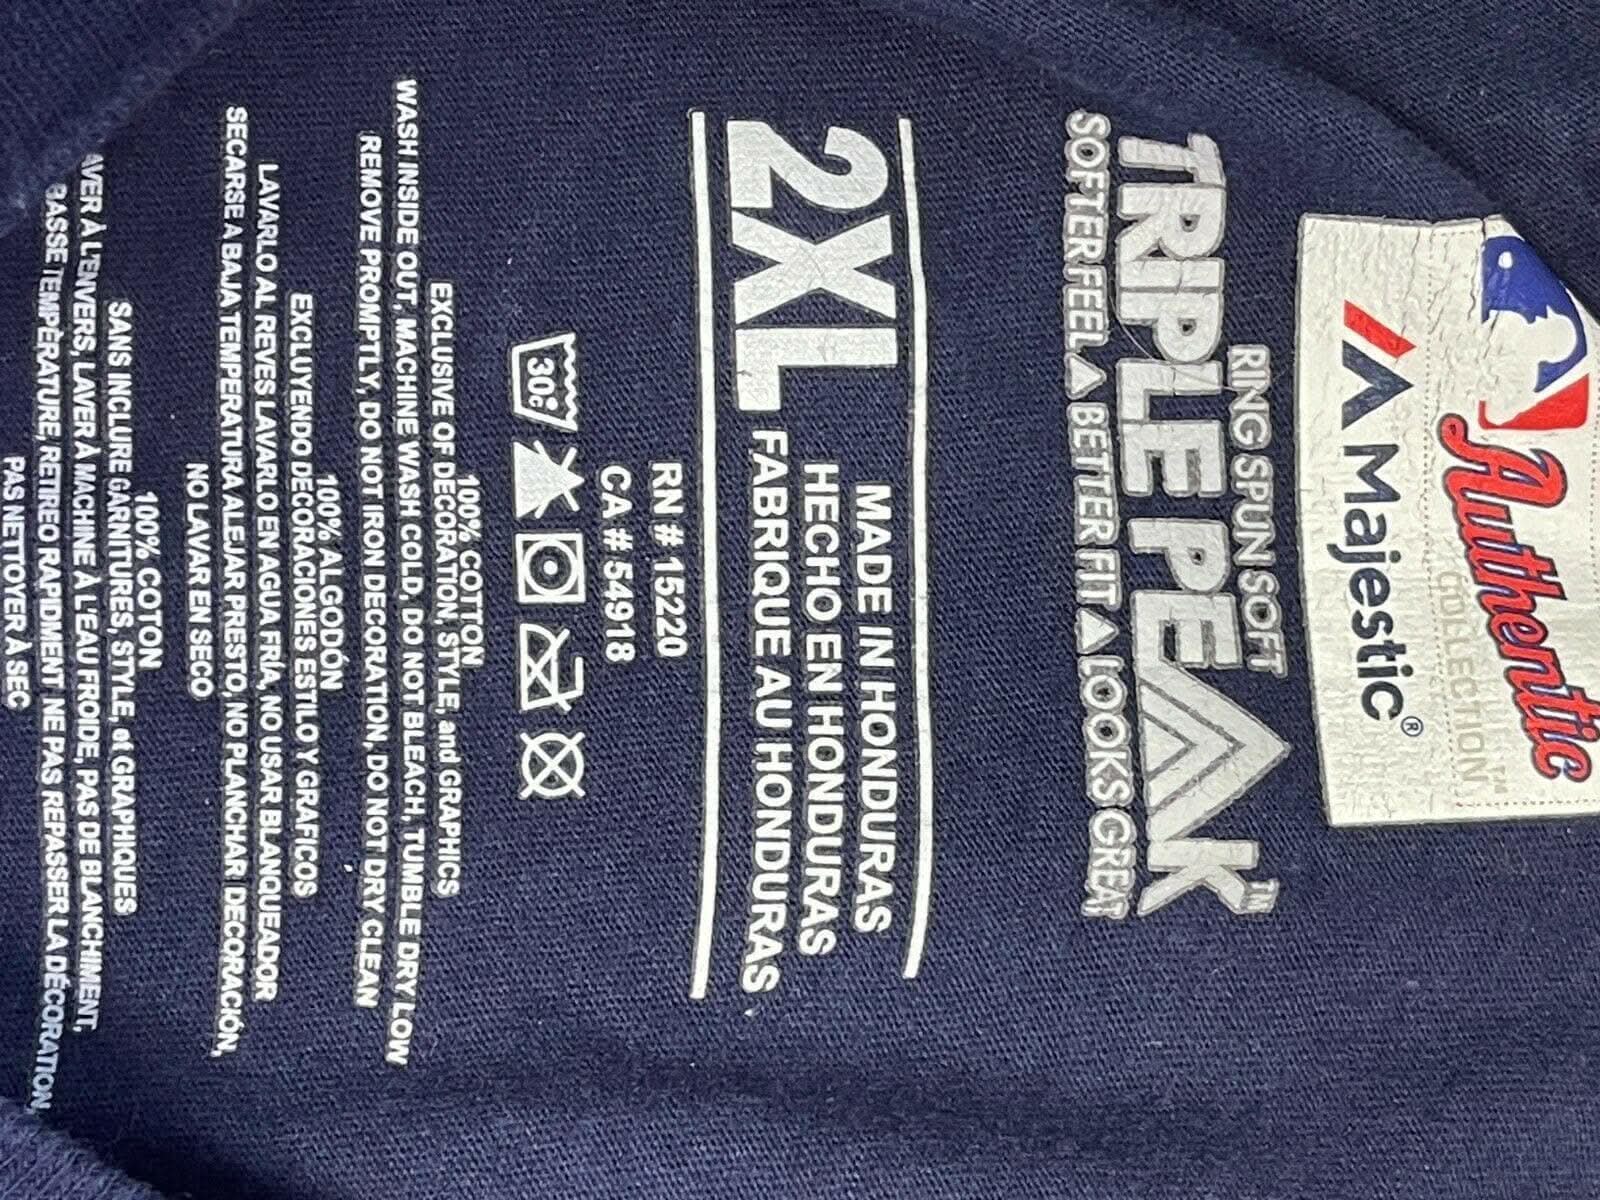 Authentic
COLLECTION™
Majestic®
RING SPUN SOFT
TRIPLE PEAK™
SOFTER FEEL BETTER FIT LOOKS GREAT
2XL
MADE IN HONDURAS
HECHO EN HONDURAS
FABRIQUE AU HONDURAS
RN # 15220
CA # 54918
30c
100% COTTON
EXCLUSIVE OF DECORATION, STYLE, and GRAPHICS
WASH INSIDE OUT, MACHINE WASH COLD, DO NOT BLEACH, TUMBLE DRY LOW
REMOVE PROMPTLY, DO NOT IRON DECORATION, DO NOT DRY CLEAN
100% ALGODÓN
EXCLUYENDO DECORACIONES ESTILO Y GRAFICOS
LAVARLO AL REVES LAVARLO EN AGUA FRÍA, NO USAR BLANQUEADOR
SECARSE A BAJA TEMPERATURA ALEJAR PRESTO, NO PLANCHAR DECORACIÓN,
NO LAVAR EN SECO
100% COTON
SANS INCLURE GARNITURES, STYLE, et GRAPHIQUES
AVER À L'ENVERS, LAVER À MACHINE À L'EAU FROIDE, PAS DE BLANCHIMENT,
BASSE TEMPÉRATURE, RETIREO RAPIDMENT NE PAS REPASSER LA DÉCORATION,
PAS NETTOYER À SEC